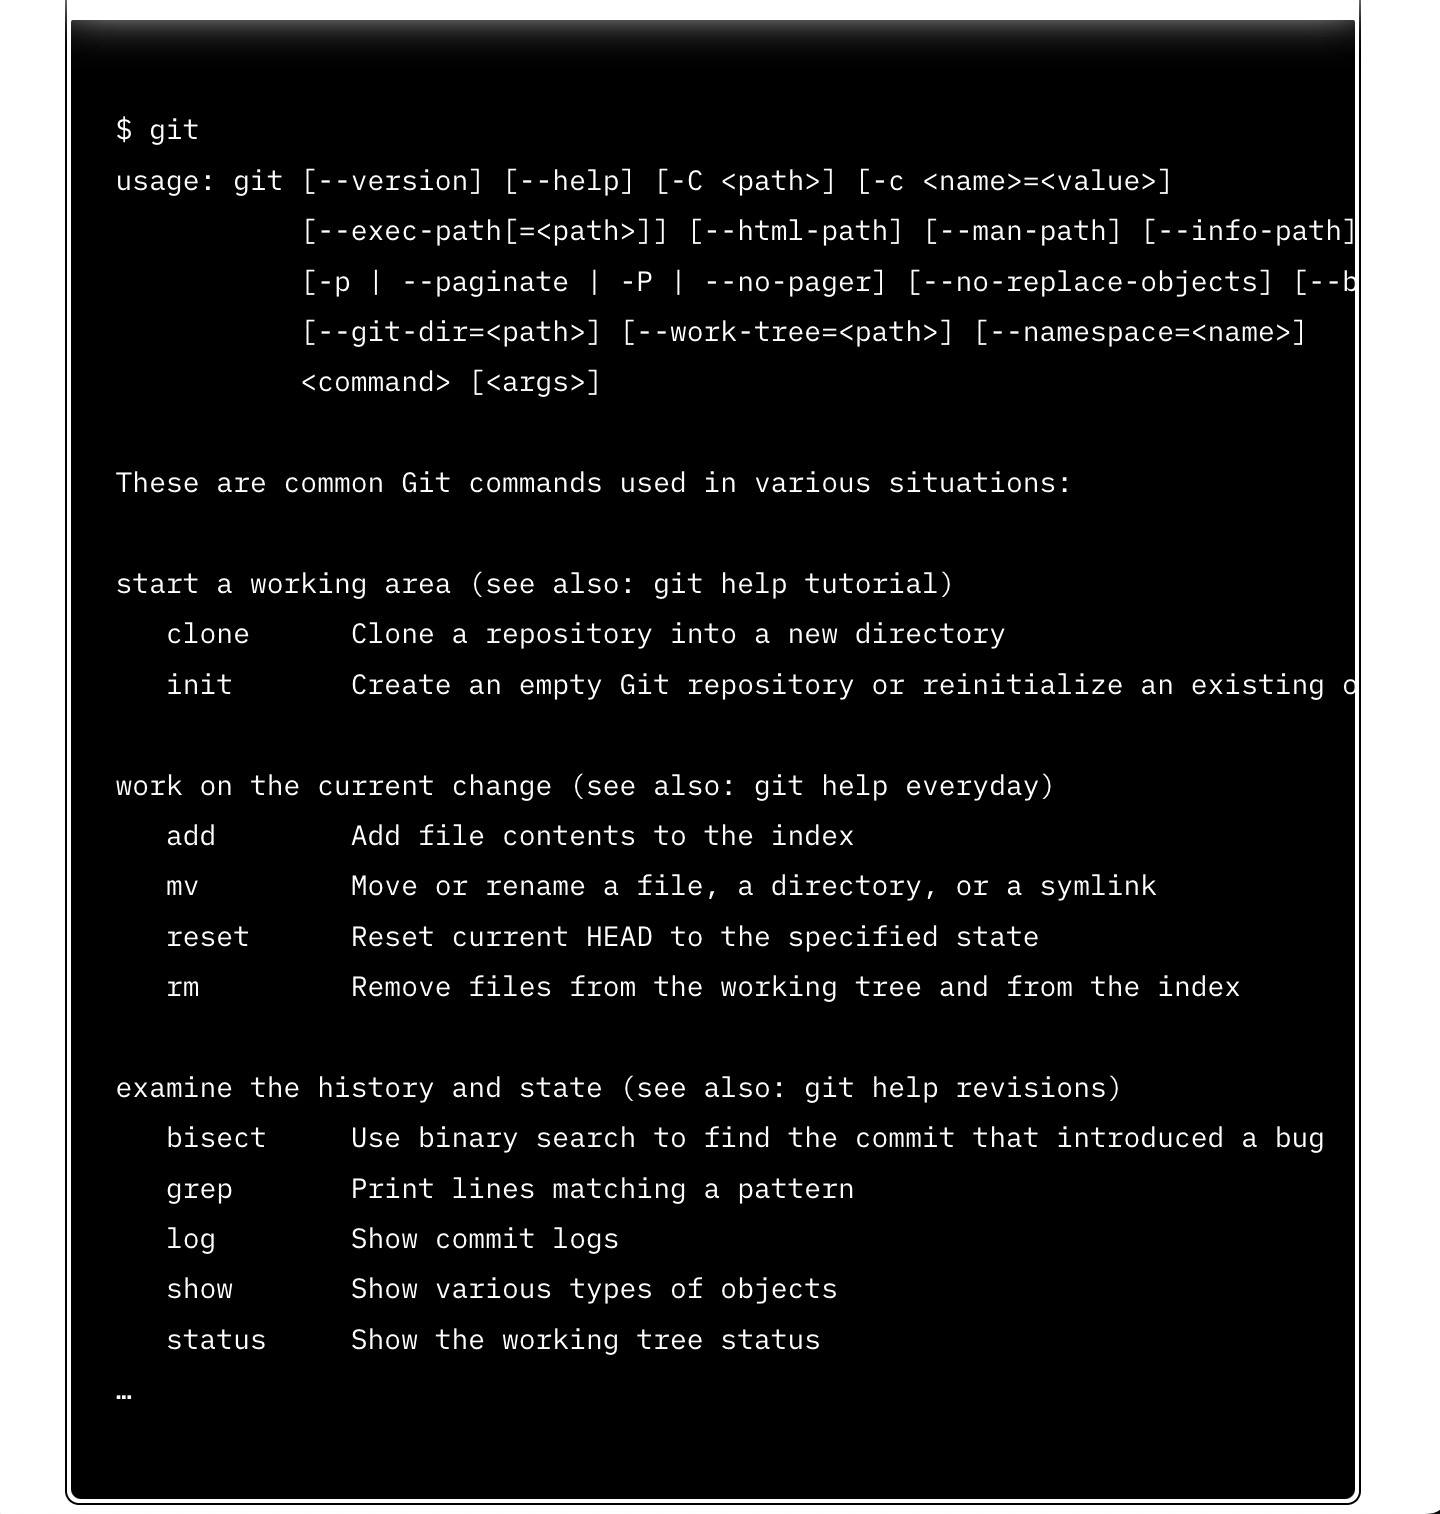 $ git
usage: git [--version] [--help] [-C <path>] [-c <name>=<value>]
           [--exec-path[=<path>]] [--html-path] [--man-path] [--info-path]
           [-p | --paginate | -P | --no-pager] [--no-replace-objects] [--b
           [--git-dir=<path>] [--work-tree=<path>] [--namespace=<name>]
           <command> [<args>]

These are common Git commands used in various situations:

start a working area (see also: git help tutorial)
   clone      Clone a repository into a new directory
   init       Create an empty Git repository or reinitialize an existing o

work on the current change (see also: git help everyday)
   add        Add file contents to the index
   mv         Move or rename a file, a directory, or a symlink
   reset      Reset current HEAD to the specified state
   rm         Remove files from the working tree and from the index

examine the history and state (see also: git help revisions)
   bisect     Use binary search to find the commit that introduced a bug
   grep       Print lines matching a pattern
   log        Show commit logs
   show       Show various types of objects
   status     Show the working tree status
…